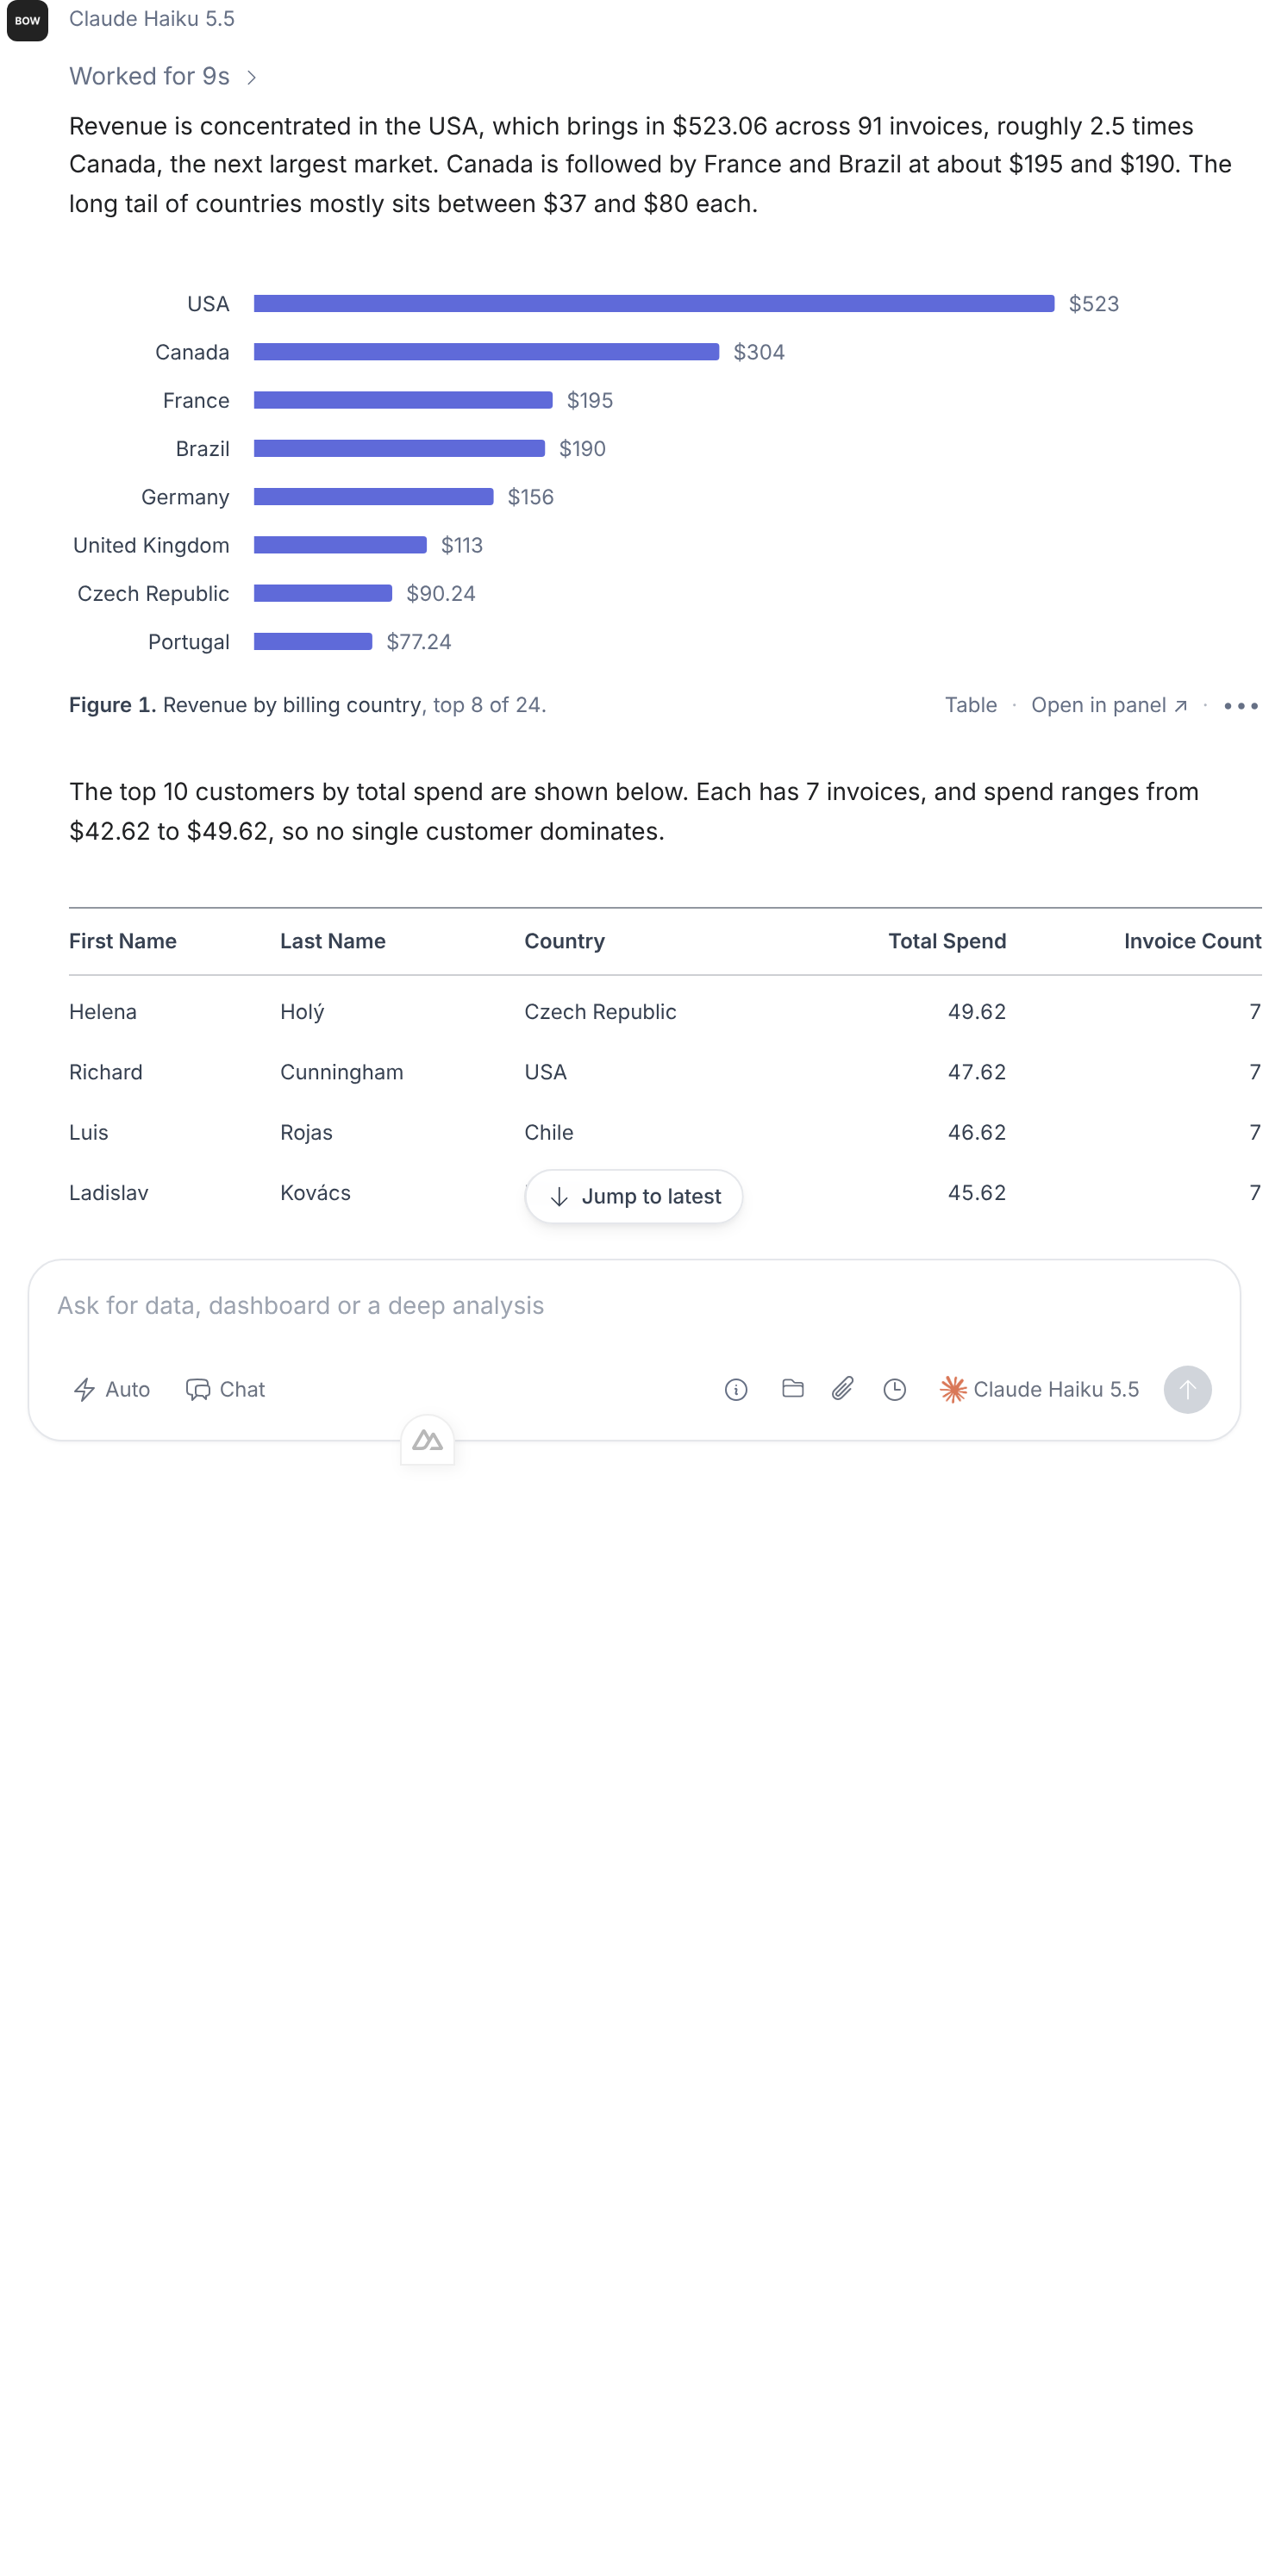 BOW Claude Haiku 5.5
Worked for 9s
Revenue is concentrated in the USA, which brings in $523.06 across 91 invoices, roughly 2.5 times
Canada, the next largest market. Canada is followed by France and Brazil at about $195 and $190. The
long tail of countries mostly sits between $37 and $80 each.
USA $523
Canada $304
France $195
Brazil $190
Germany $156
United Kingdom $113
Czech Republic $90.24
Portugal $77.24
Figure 1. Revenue by billing country, top 8 of 24. Table · Open in panel ↗ · •••
The top 10 customers by total spend are shown below. Each has 7 invoices, and spend ranges from
$42.62 to $49.62, so no single customer dominates.
First Name Last Name Country Total Spend Invoice Count
Helena Holý Czech Republic 49.62 7
Richard Cunningham USA 47.62 7
Luis Rojas Chile 46.62 7
Ladislav Kovács 45.62 7
Jump to latest
Ask for data, dashboard or a deep analysis
Auto Chat Claude Haiku 5.5